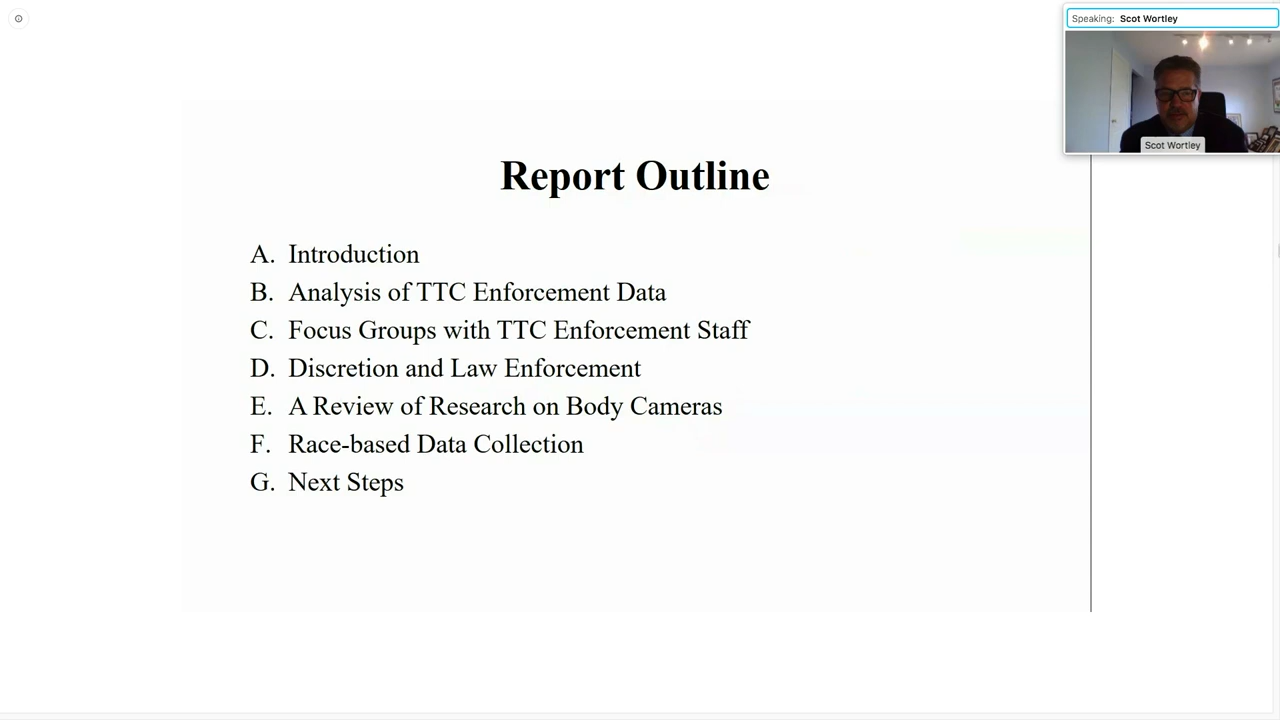 Speaking: Scot Wortley
Scot Wortley
Report Outline
A. Introduction
B. Analysis of TTC Enforcement Data
C. Focus Groups with TTC Enforcement Staff
D. Discretion and Law Enforcement
E. A Review of Research on Body Cameras
F. Race-based Data Collection
G. Next Steps